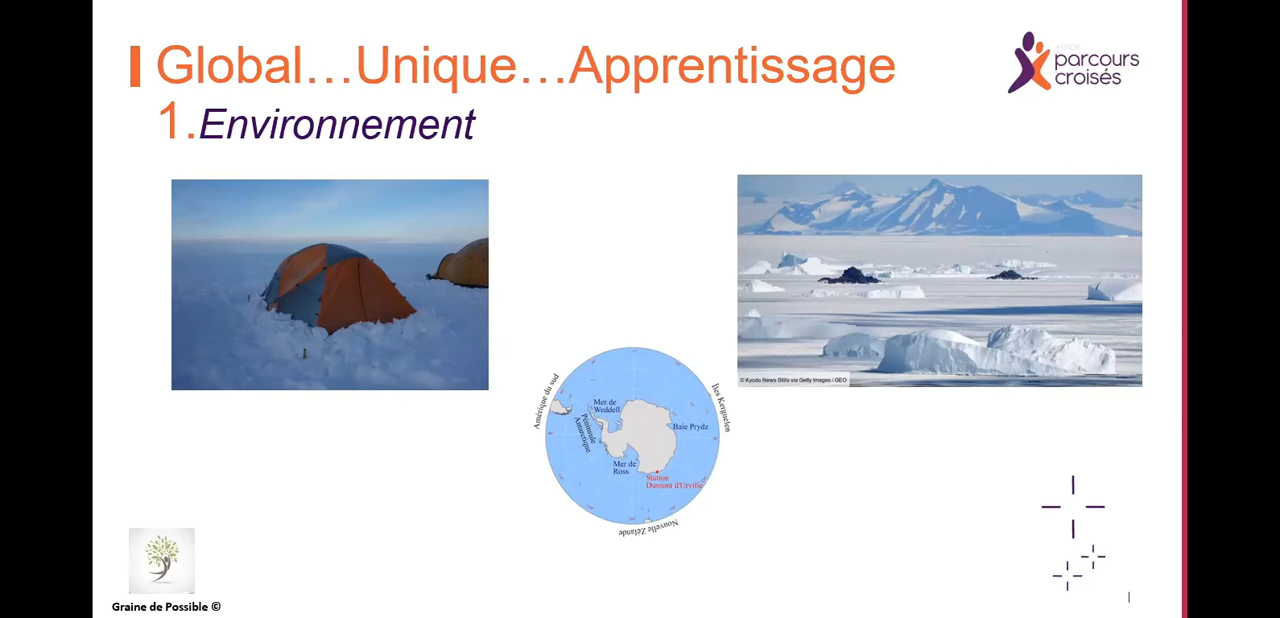 Global…Unique…Apprentissage
1.Environnement
parcours
croisés
© Kyodo News Stills via Getty Images / GEO
Amérique du sud
Mer de
Weddell
Péninsule
Antarctique
Iles Kerguelen
Baie Prydz
Mer de
Ross
Station
Dumont d'Urville
Nouvelle Zélande
Graine de Possible ©